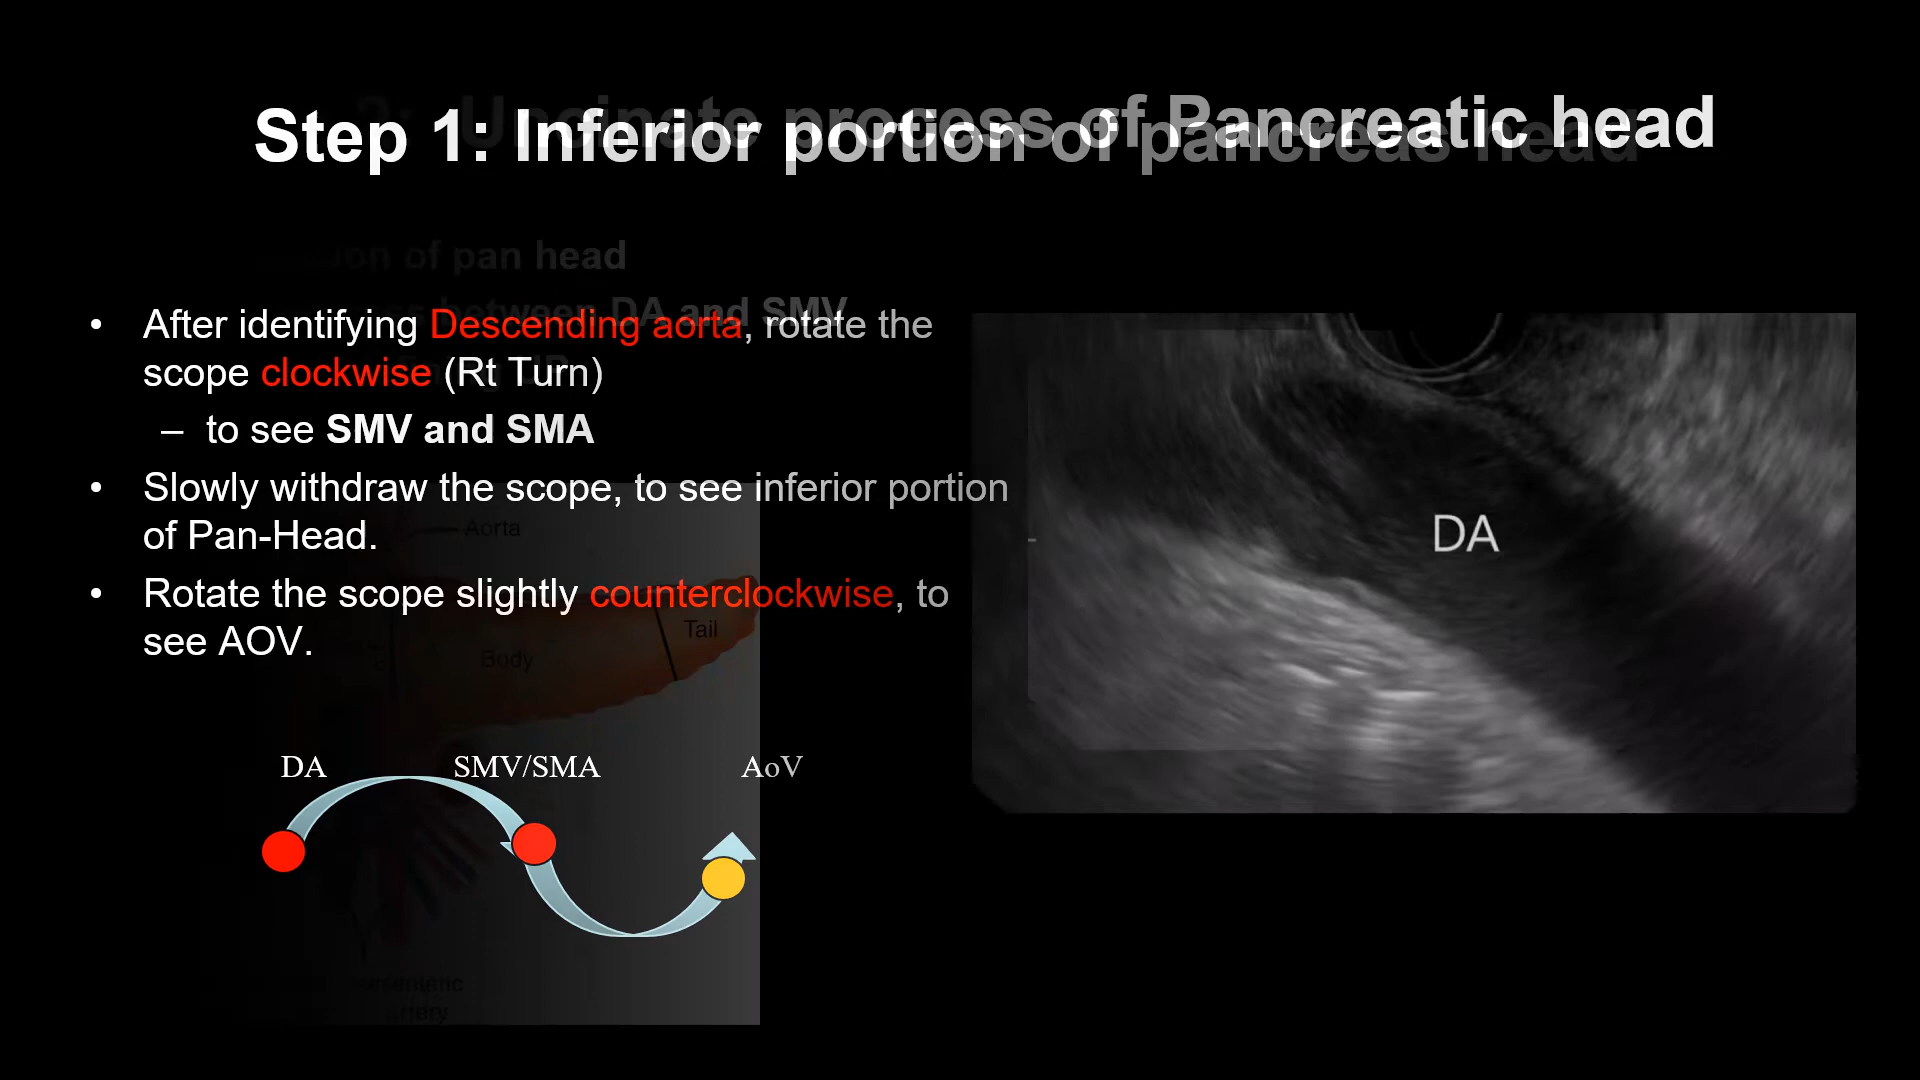 Step 1: Inferior portion of pancreas head
Uncinate process of Pancreatic head
of pan head
between DA and SMV
• After identifying Descending aorta, rotate the
scope clockwise (Rt Turn)
– to see SMV and SMA
• Slowly withdraw the scope, to see inferior portion
of Pan-Head.
• Rotate the scope slightly counterclockwise, to
see AOV.
Aorta
Tail
Body
DA
DA SMV/SMA AoV